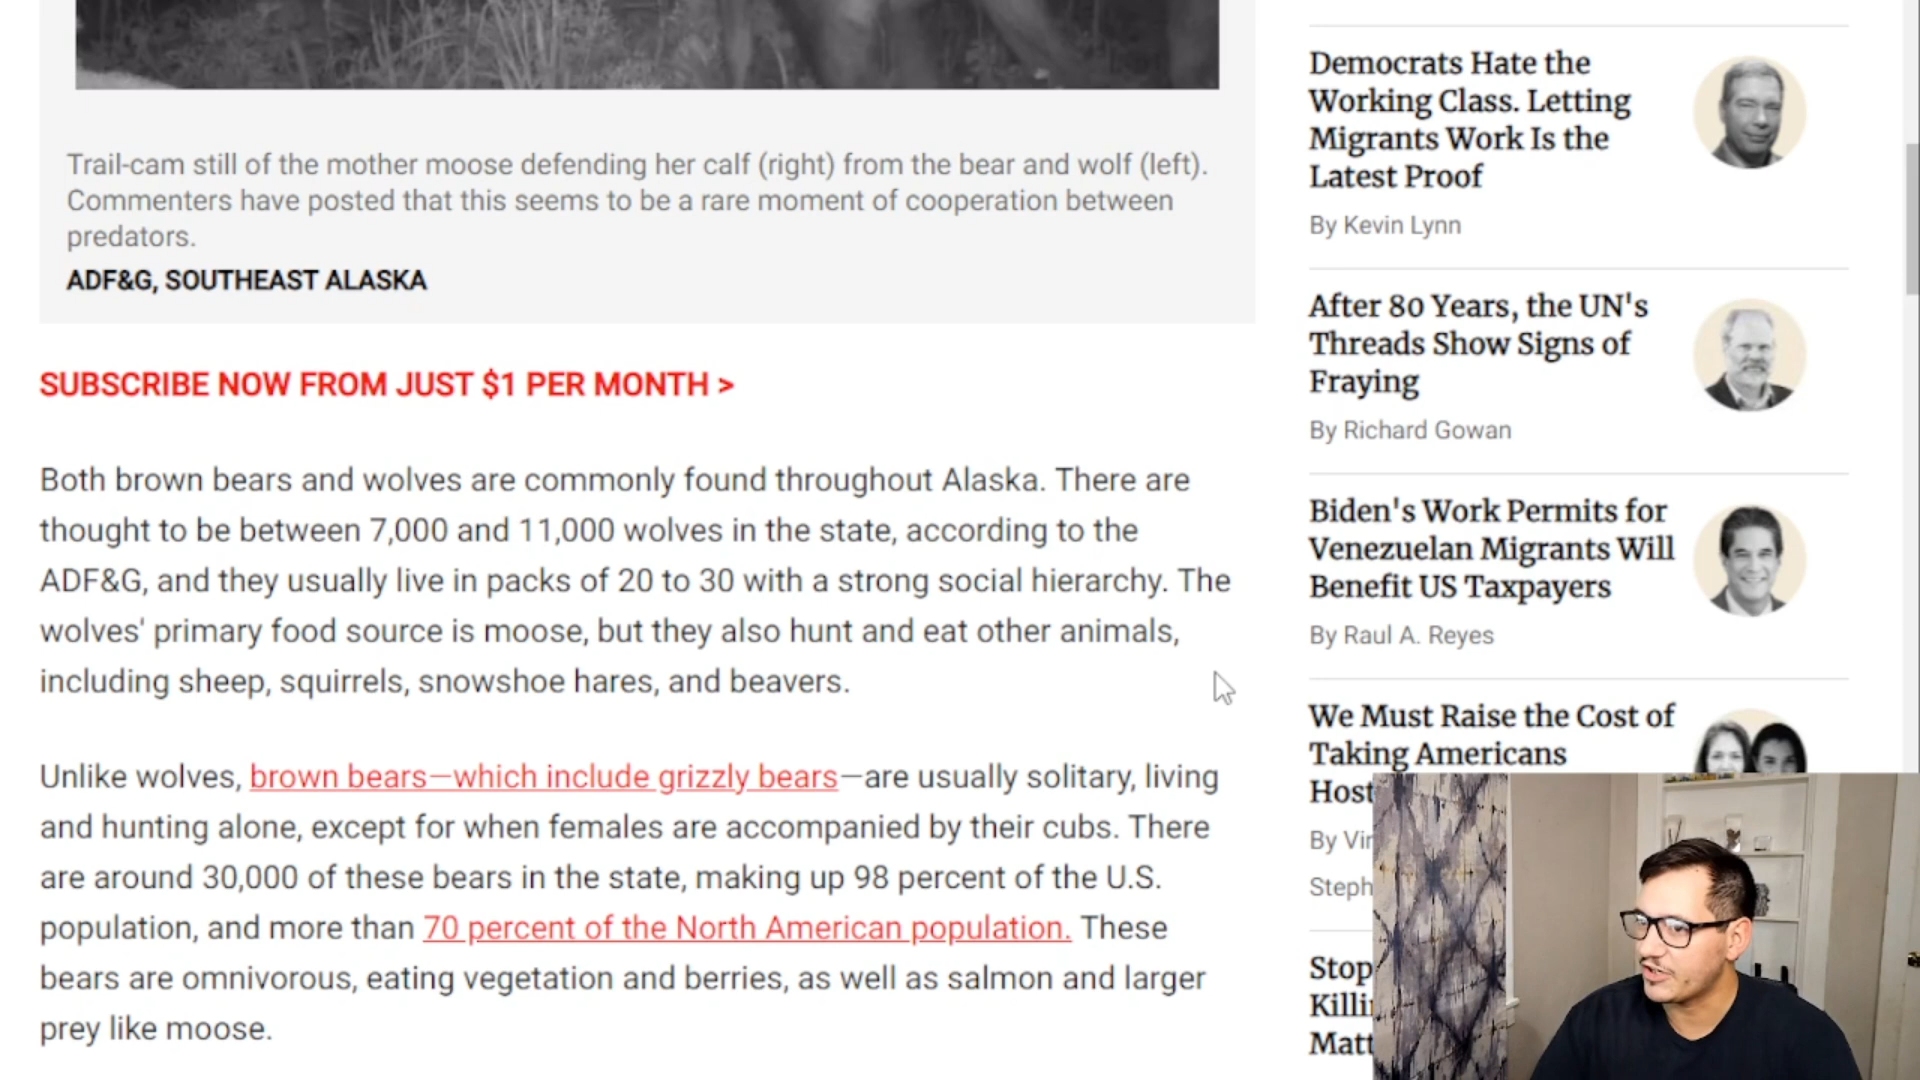 Trail-cam still of the mother moose defending her calf (right) from the bear and wolf (left).
Commenters have posted that this seems to be a rare moment of cooperation between
predators.
ADF&G, SOUTHEAST ALASKA
SUBSCRIBE NOW FROM JUST $1 PER MONTH >
Both brown bears and wolves are commonly found throughout Alaska. There are
thought to be between 7,000 and 11,000 wolves in the state, according to the
ADF&G, and they usually live in packs of 20 to 30 with a strong social hierarchy. The
wolves' primary food source is moose, but they also hunt and eat other animals,
including sheep, squirrels, snowshoe hares, and beavers.
Unlike wolves, brown bears—which include grizzly bears—are usually solitary, living
and hunting alone, except for when females are accompanied by their cubs. There
are around 30,000 of these bears in the state, making up 98 percent of the U.S.
population, and more than 70 percent of the North American population. These
bears are omnivorous, eating vegetation and berries, as well as salmon and larger
prey like moose.
Democrats Hate the
Working Class. Letting
Migrants Work Is the
Latest Proof
By Kevin Lynn
After 80 Years, the UN's
Threads Show Signs of
Fraying
By Richard Gowan
Biden's Work Permits for
Venezuelan Migrants Will
Benefit US Taxpayers
By Raul A. Reyes
We Must Raise the Cost of
Taking Americans
Host
By Vir
Steph
Stop
Killi
Matt